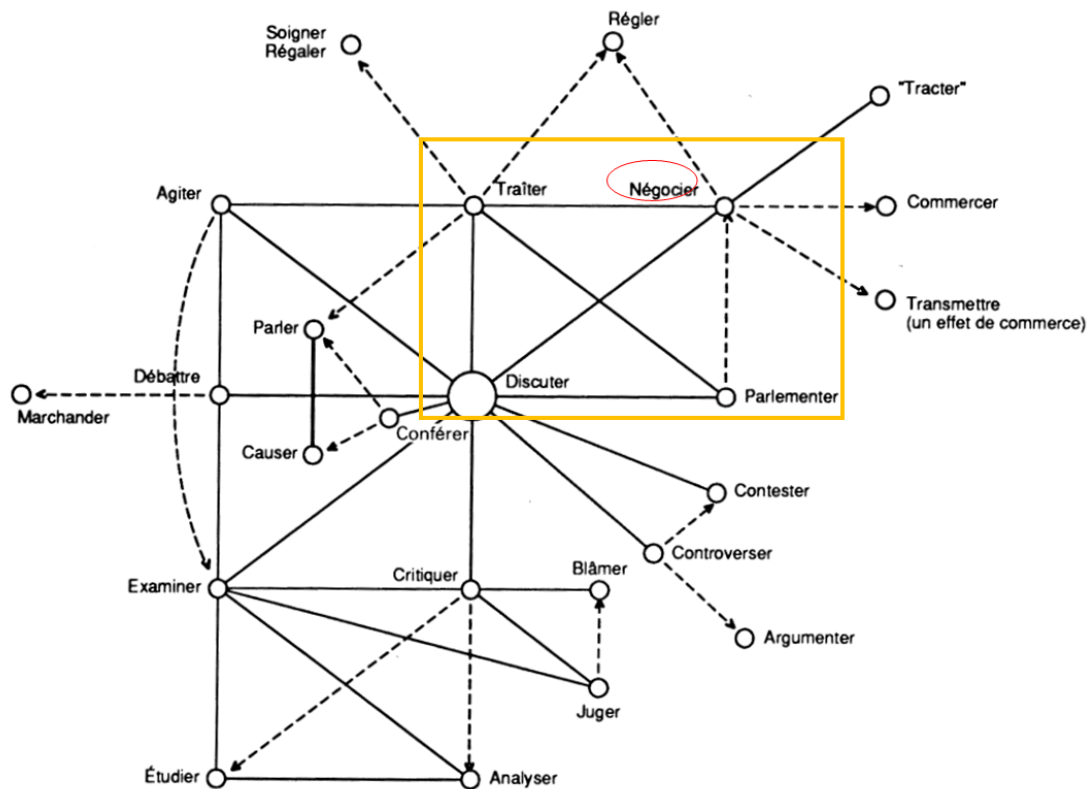 Soigner
Régaler
Régler
"Tracter"
Agiter
Traîter
Négocier
Commercer
Transmettre
(un effet de commerce)
Parler
Débattre
Discuter
Parlementer
Marchander
Conférer
Causer
Contester
Controverser
Examiner
Critiquer
Blâmer
Argumenter
Juger
Étudier
Analyser